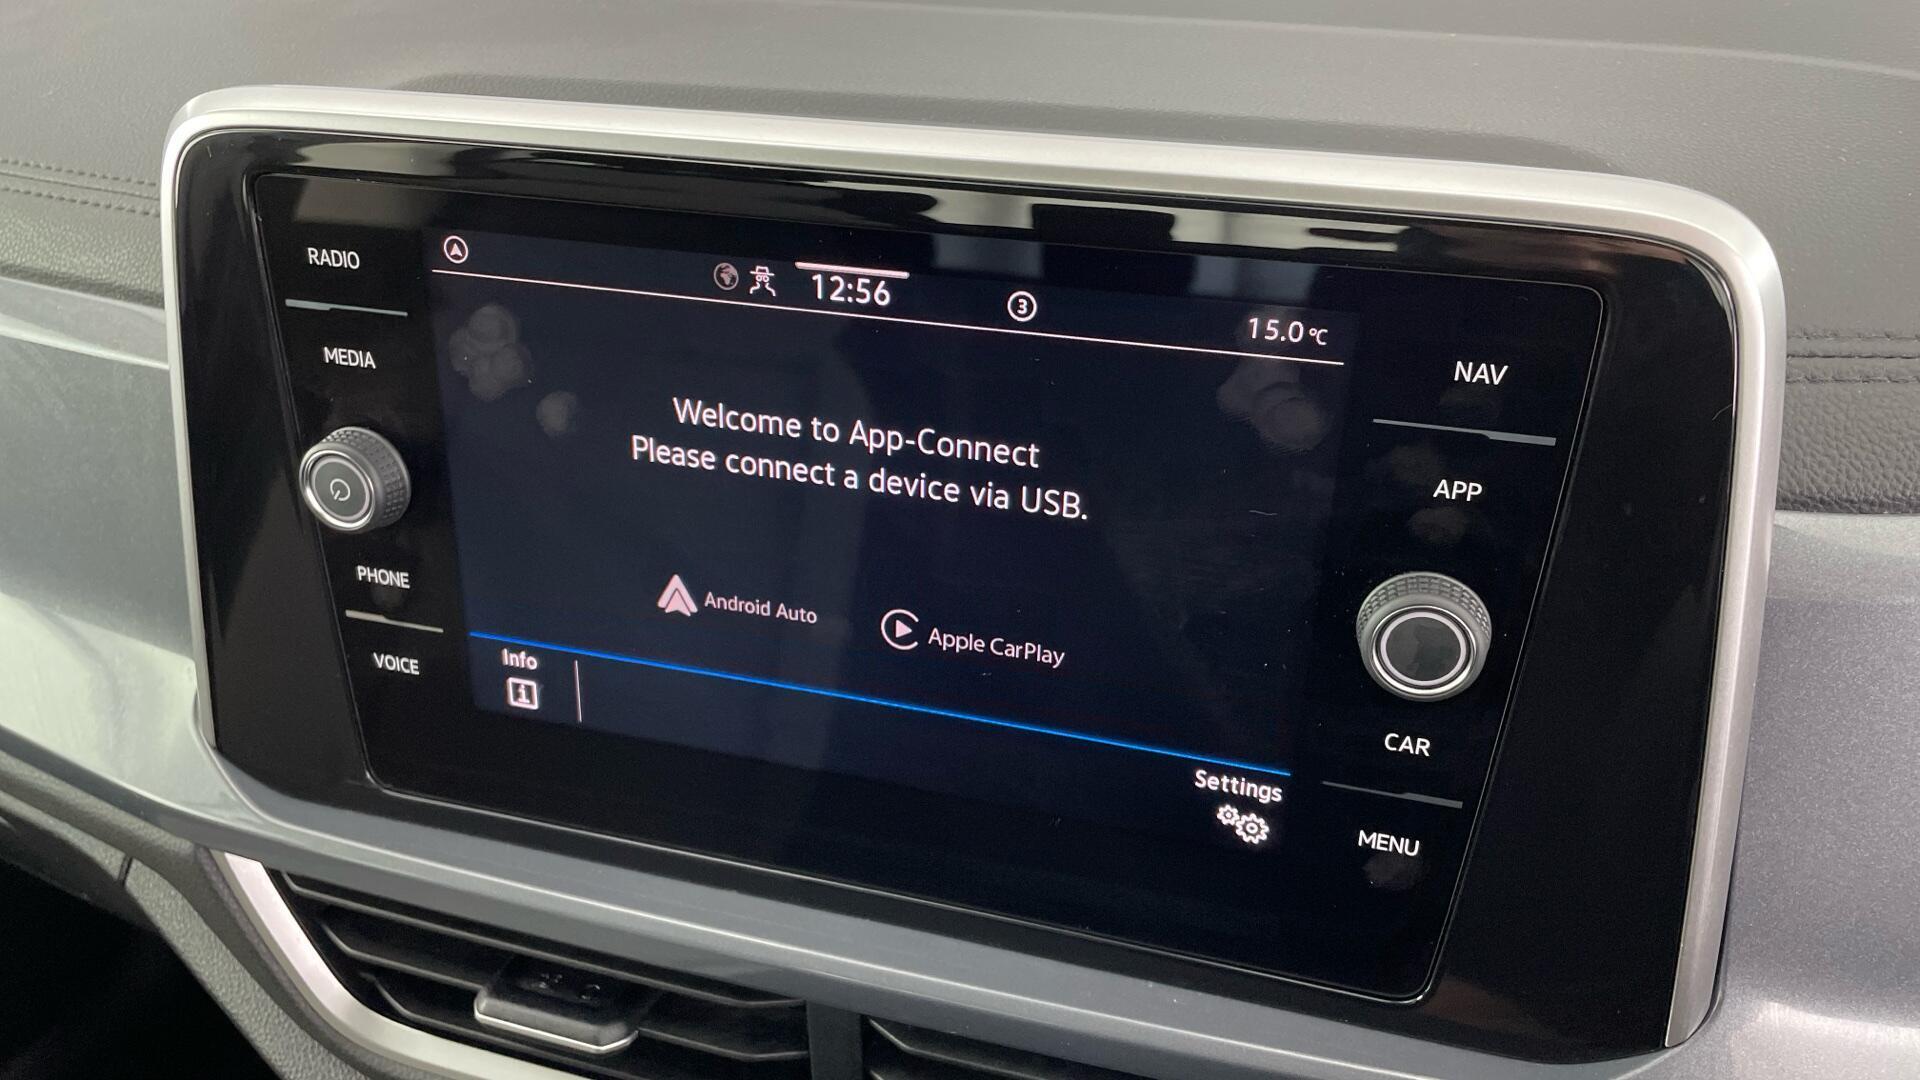 RADIO
12:56
3
15.0°C
MEDIA
NAV
Welcome to App-Connect
Please connect a device via USB.
APP
PHONE
Android Auto
Apple CarPlay
VOICE
Info
CAR
Settings
MENU